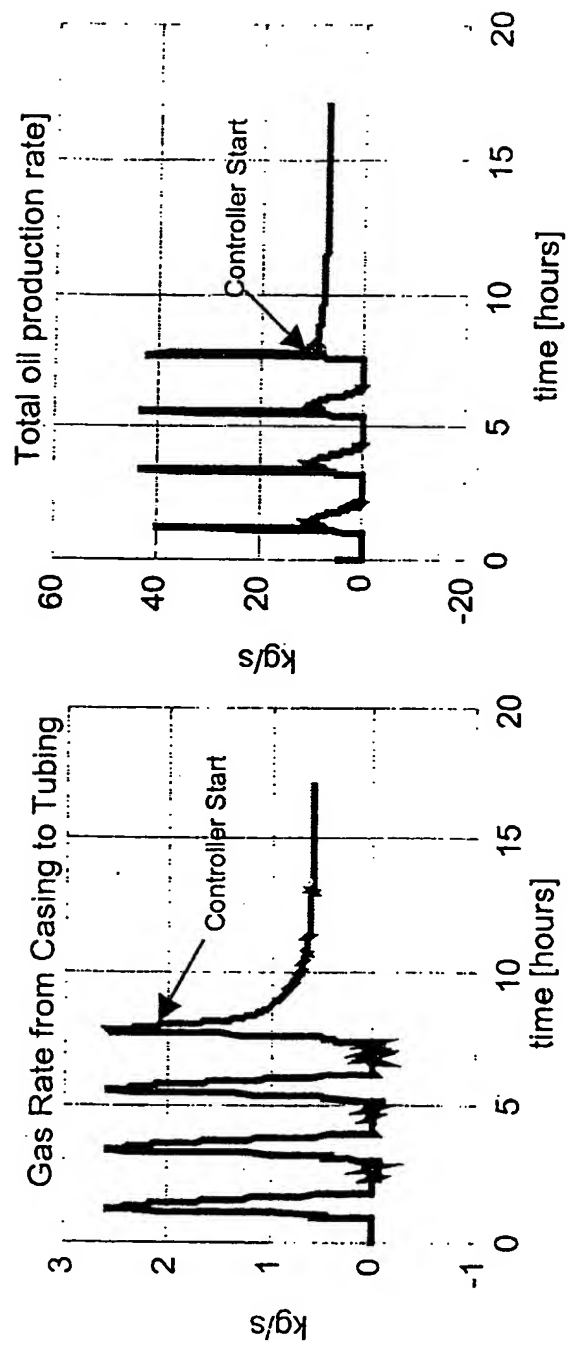 Gas Rate from Casing to Tubing
3
2
1
0
-1
kg/s
Controller Start
0
5
10
15
20
time [hours]
Total oil production rate]
60
40
20
0
-20
kg/s
Controller Start
0
5
10
15
20
time [hours]